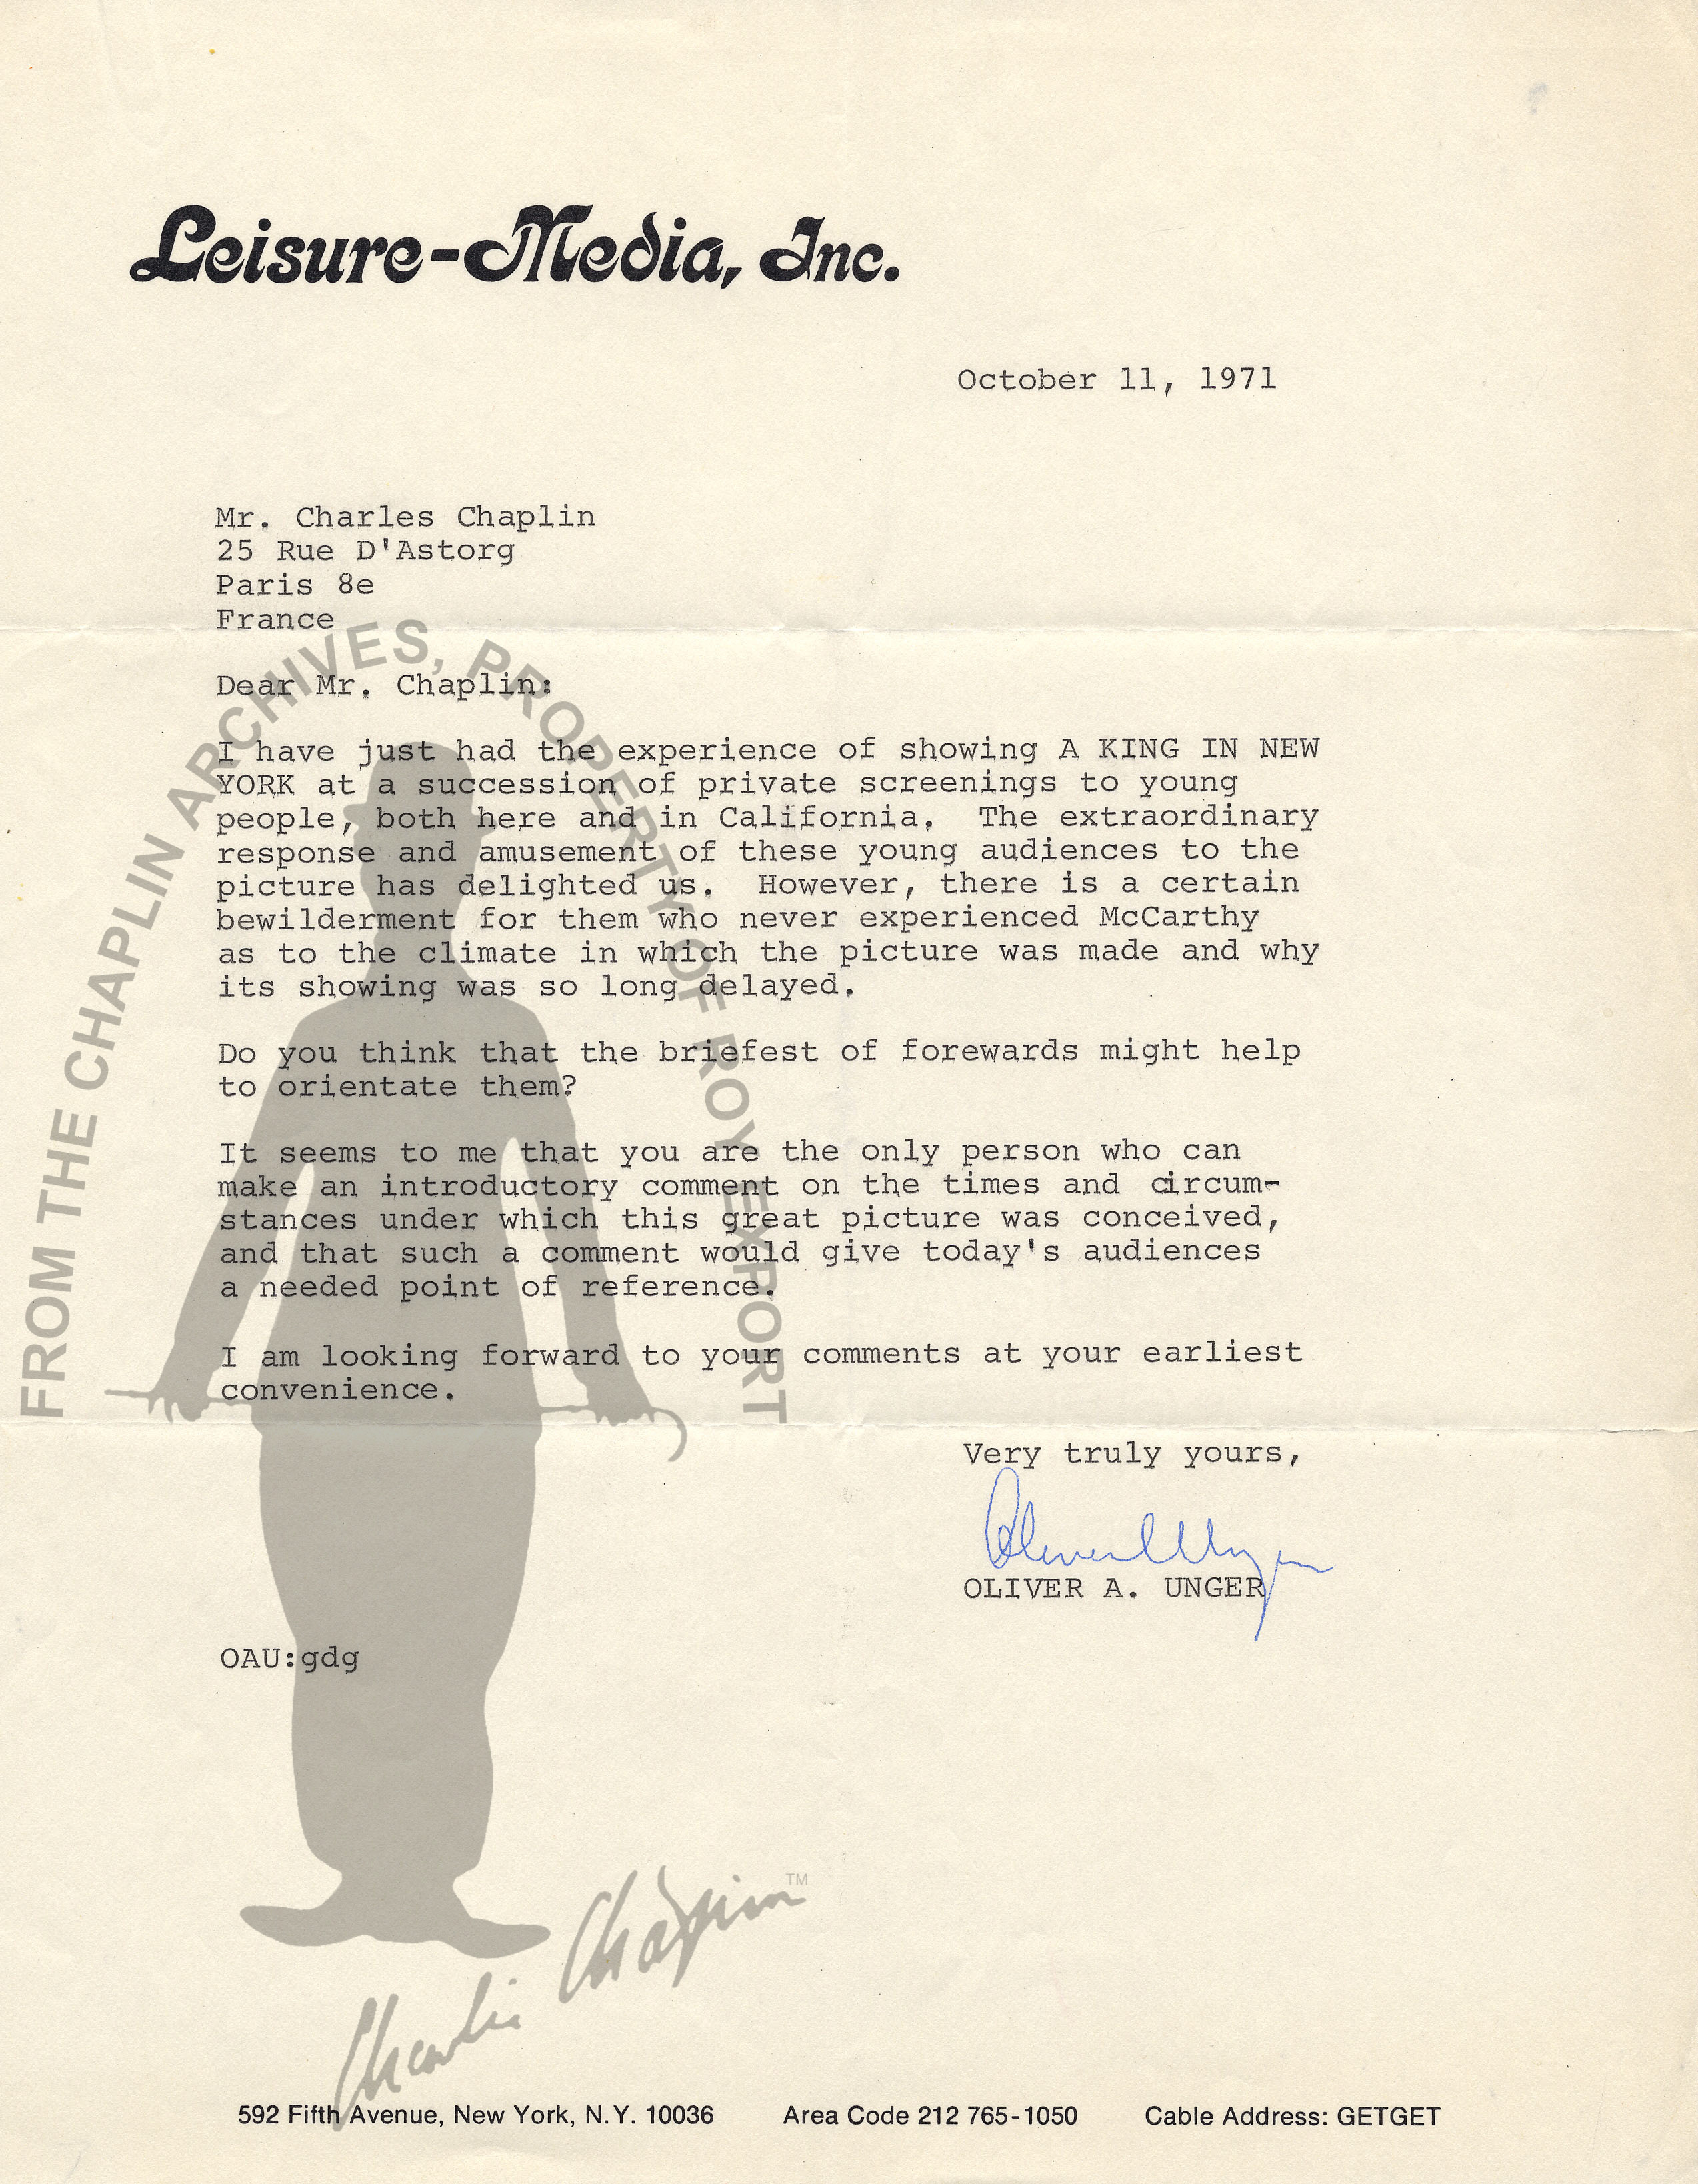 Leisure-Media, Inc.
October 11, 1971
Mr. Charles Chaplin
25 Rue D'Astorg
Paris 8e
France
Dear Mr. Chaplin:
I have just had the experience of showing A KING IN NEW
YORK at a succession of private screenings to young
people, both here and in California.  The extraordinary
response and amusement of these young audiences to the
picture has delighted us.  However, there is a certain
bewilderment for them who never experienced McCarthy
as to the climate in which the picture was made and why
its showing was so long delayed.
Do you think that the briefest of forewards might help
to orientate them?
It seems to me that you are the only person who can
make an introductory comment on the times and circum-
stances under which this great picture was conceived,
and that such a comment would give today's audiences
a needed point of reference.
I am looking forward to your comments at your earliest
convenience.
Very truly yours,
Oliver A Unger
OLIVER A. UNGER
OAU:gdg
FROM THE CHAPLIN ARCHIVES, PROPERTY OF ROY EXPORT
Charlie Chaplin TM
592 Fifth Avenue, New York, N.Y. 10036 Area Code 212 765-1050 Cable Address: GETGET